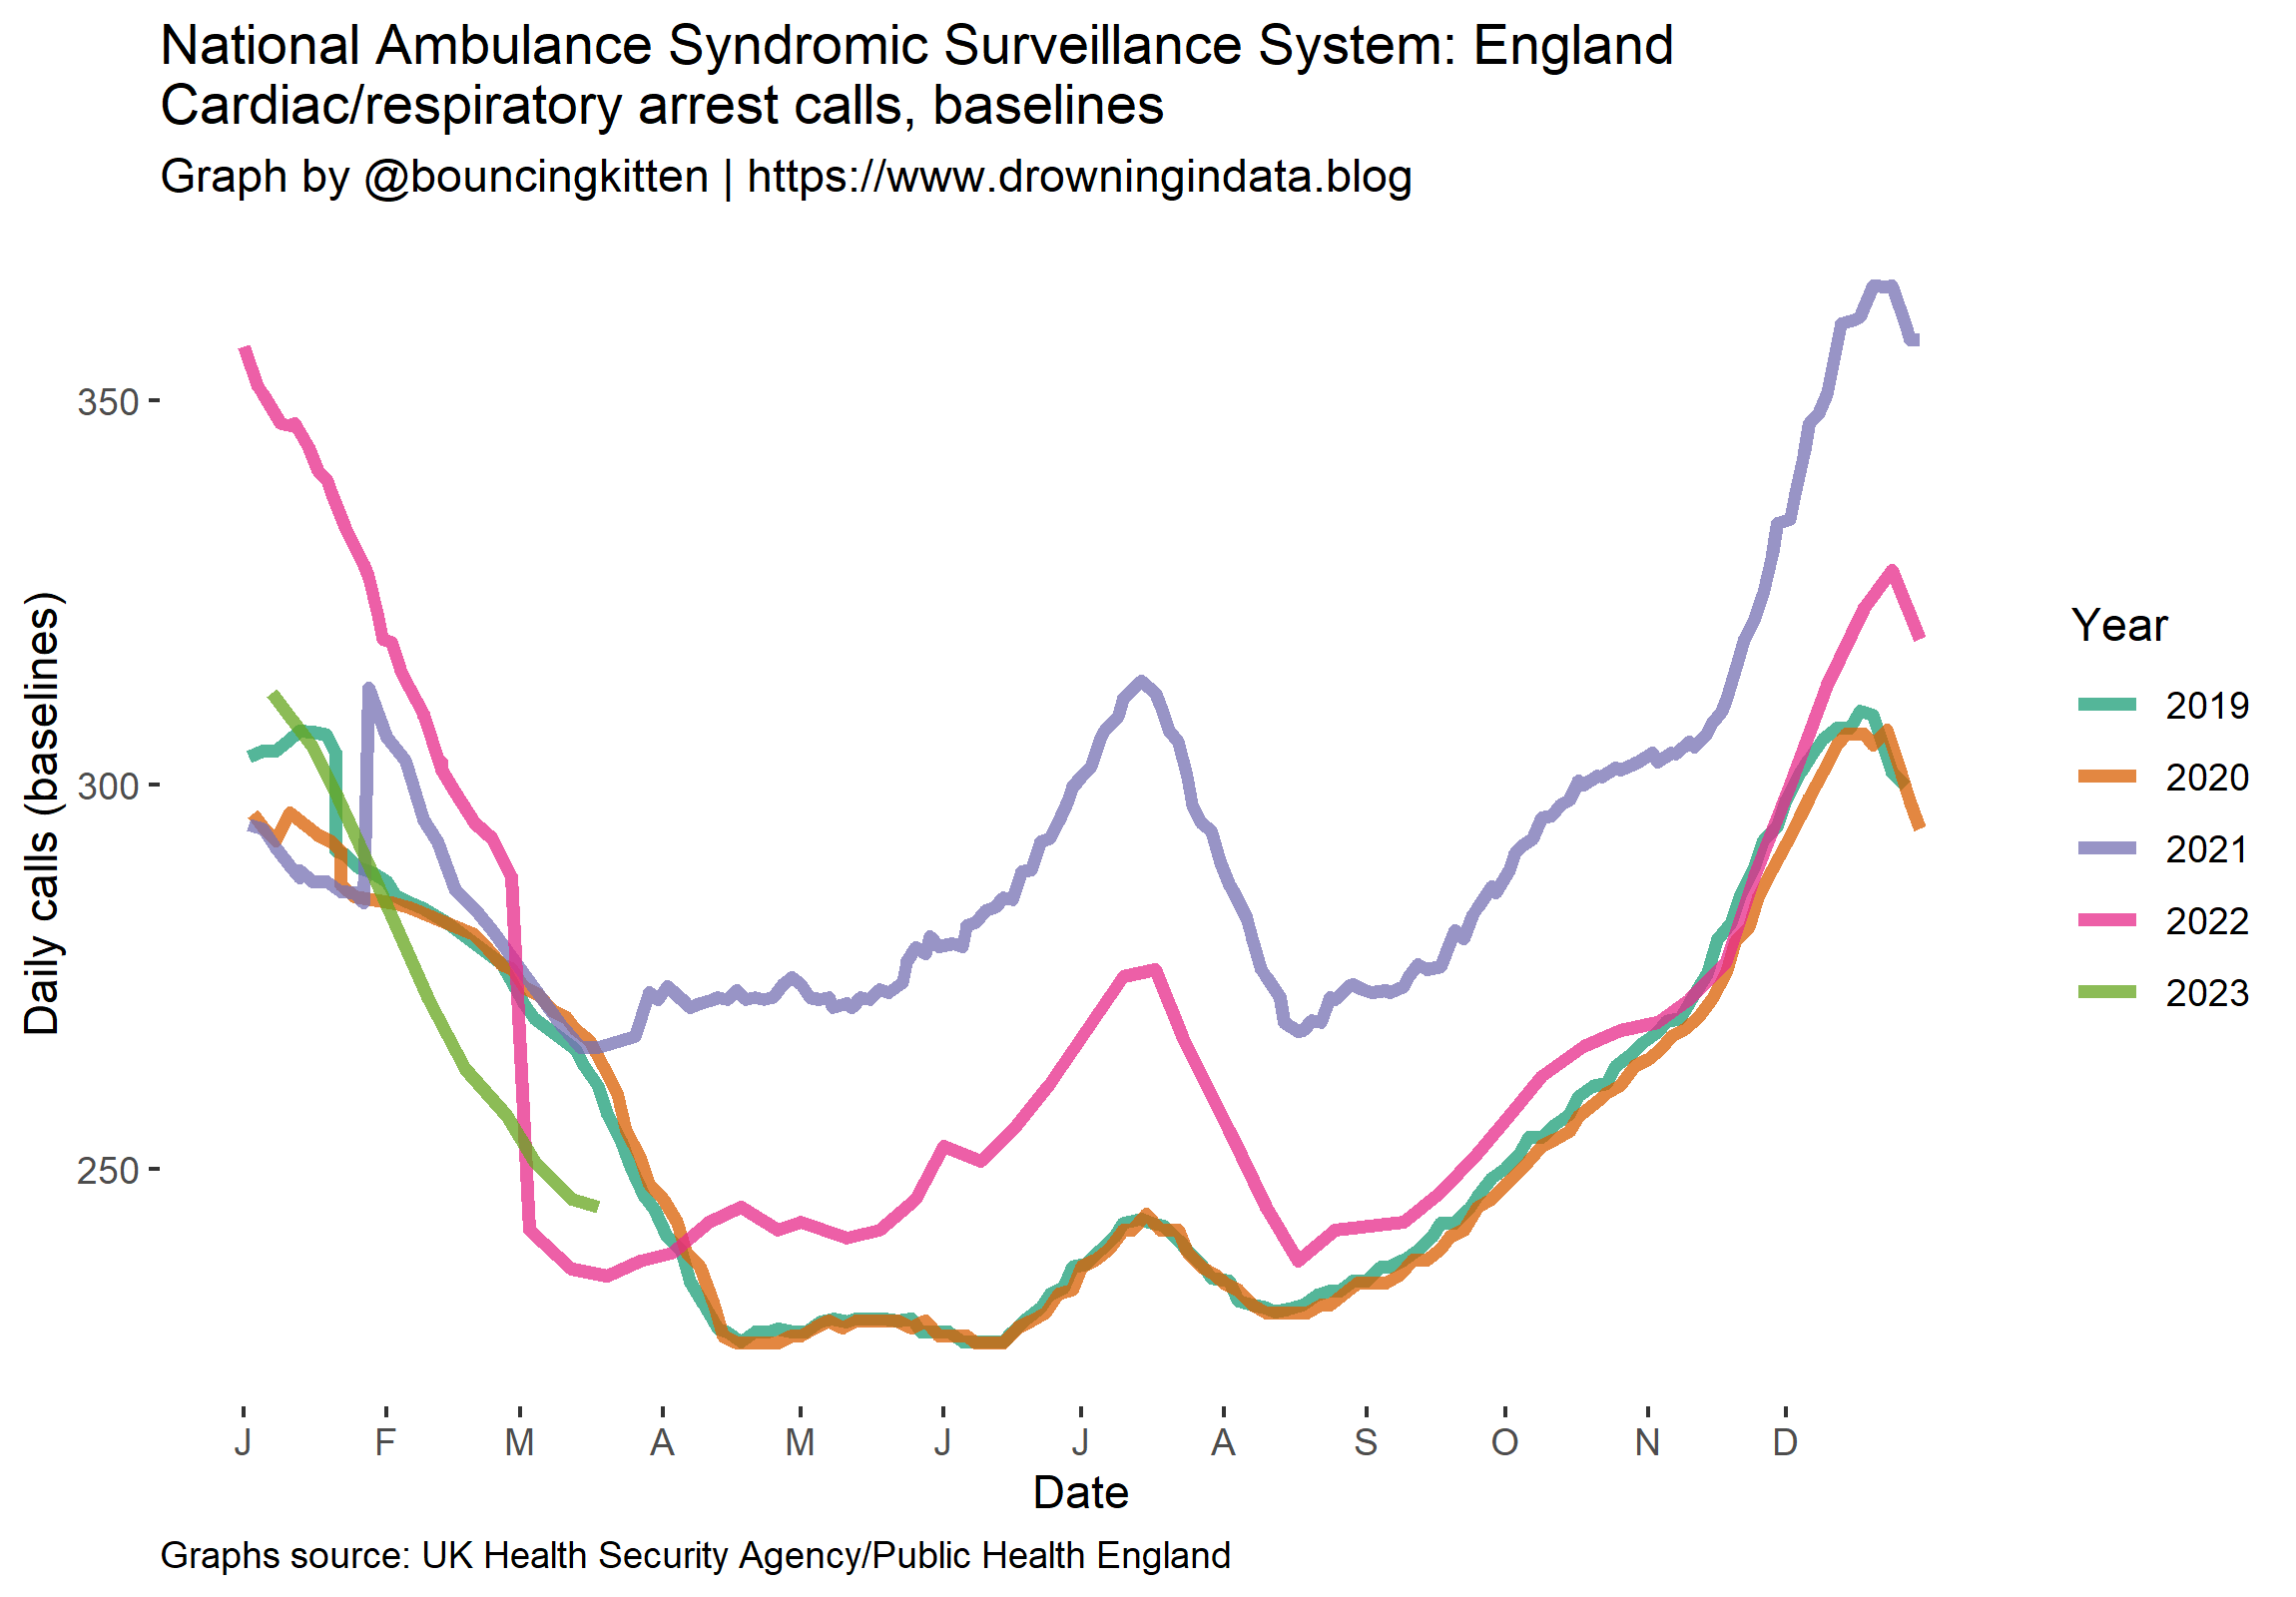 National Ambulance Syndromic Surveillance System: England
Cardiac/respiratory arrest calls, baselines
Graph by @bouncingkitten | https://www.drowningindata.blog
Daily calls (baselines)
350
300
250
J F M A M J J A S O N D
Date
Year
2019
2020
2021
2022
2023
Graphs source: UK Health Security Agency/Public Health England